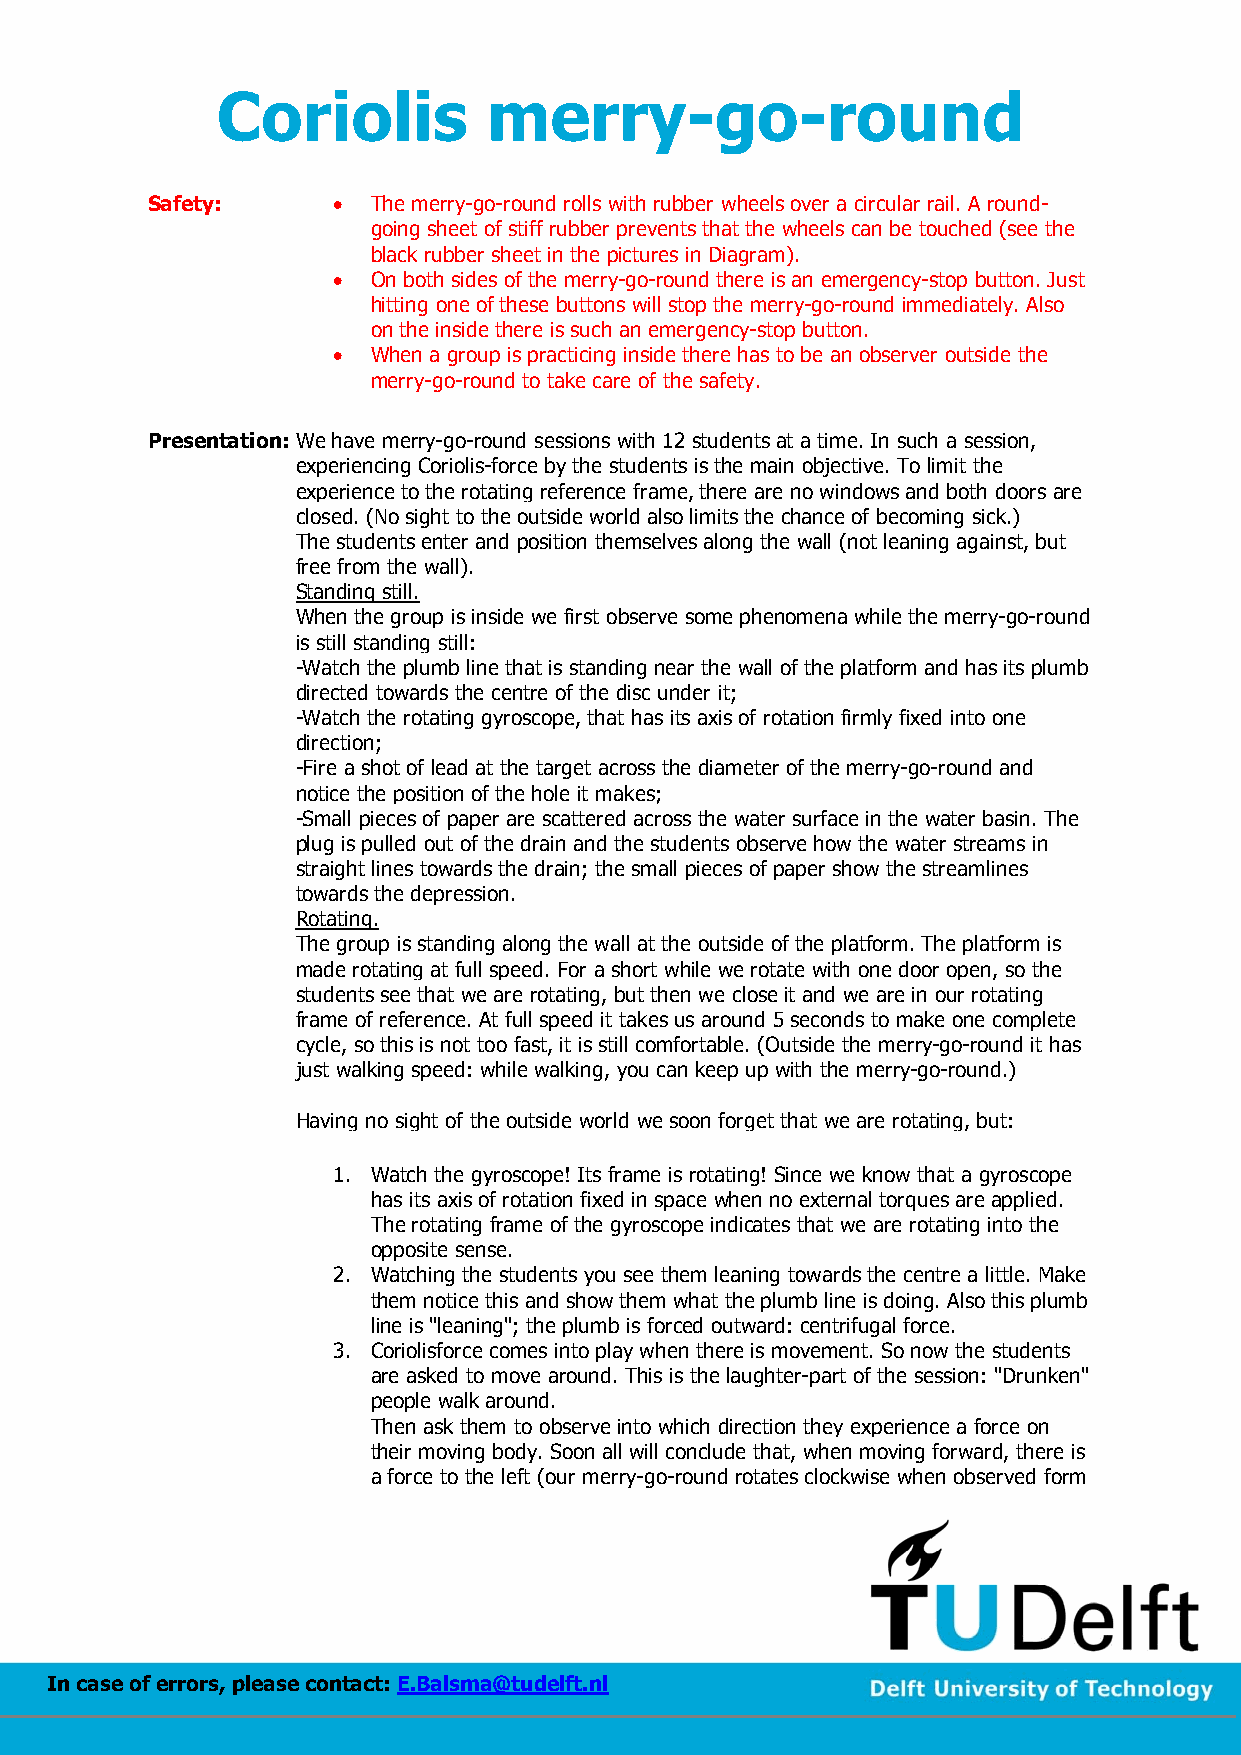 Coriolis merry-go-round
Safety: • The merry-go-round rolls with rubber wheels over a circular rail. A round-
going sheet of stiff rubber prevents that the wheels can be touched (see the
black rubber sheet in the pictures in Diagram).
• On both sides of the merry-go-round there is an emergency-stop button. Just
hitting one of these buttons will stop the merry-go-round immediately. Also
on the inside there is such an emergency-stop button.
• When a group is practicing inside there has to be an observer outside the
merry-go-round to take care of the safety.
Presentation: We have merry-go-round sessions with 12 students at a time. In such a session,
experiencing Coriolis-force by the students is the main objective. To limit the
experience to the rotating reference frame, there are no windows and both doors are
closed. (No sight to the outside world also limits the chance of becoming sick.)
The students enter and position themselves along the wall (not leaning against, but
free from the wall).
Standing still.
When the group is inside we first observe some phenomena while the merry-go-round
is still standing still:
-Watch the plumb line that is standing near the wall of the platform and has its plumb
directed towards the centre of the disc under it;
-Watch the rotating gyroscope, that has its axis of rotation firmly fixed into one
direction;
-Fire a shot of lead at the target across the diameter of the merry-go-round and
notice the position of the hole it makes;
-Small pieces of paper are scattered across the water surface in the water basin. The
plug is pulled out of the drain and the students observe how the water streams in
straight lines towards the drain; the small pieces of paper show the streamlines
towards the depression.
Rotating.
The group is standing along the wall at the outside of the platform. The platform is
made rotating at full speed. For a short while we rotate with one door open, so the
students see that we are rotating, but then we close it and we are in our rotating
frame of reference. At full speed it takes us around 5 seconds to make one complete
cycle, so this is not too fast, it is still comfortable. (Outside the merry-go-round it has
just walking speed: while walking, you can keep up with the merry-go-round.)
Having no sight of the outside world we soon forget that we are rotating, but:
1. Watch the gyroscope! Its frame is rotating! Since we know that a gyroscope
has its axis of rotation fixed in space when no external torques are applied.
The rotating frame of the gyroscope indicates that we are rotating into the
opposite sense.
2. Watching the students you see them leaning towards the centre a little. Make
them notice this and show them what the plumb line is doing. Also this plumb
line is "leaning"; the plumb is forced outward: centrifugal force.
3. Coriolisforce comes into play when there is movement. So now the students
are asked to move around. This is the laughter-part of the session: "Drunken"
people walk around.
Then ask them to observe into which direction they experience a force on
their moving body. Soon all will conclude that, when moving forward, there is
a force to the left (our merry-go-round rotates clockwise when observed form
TUDelft
In case of errors, please contact: E.Balsma@tudelft.nl
Delft University of Technology